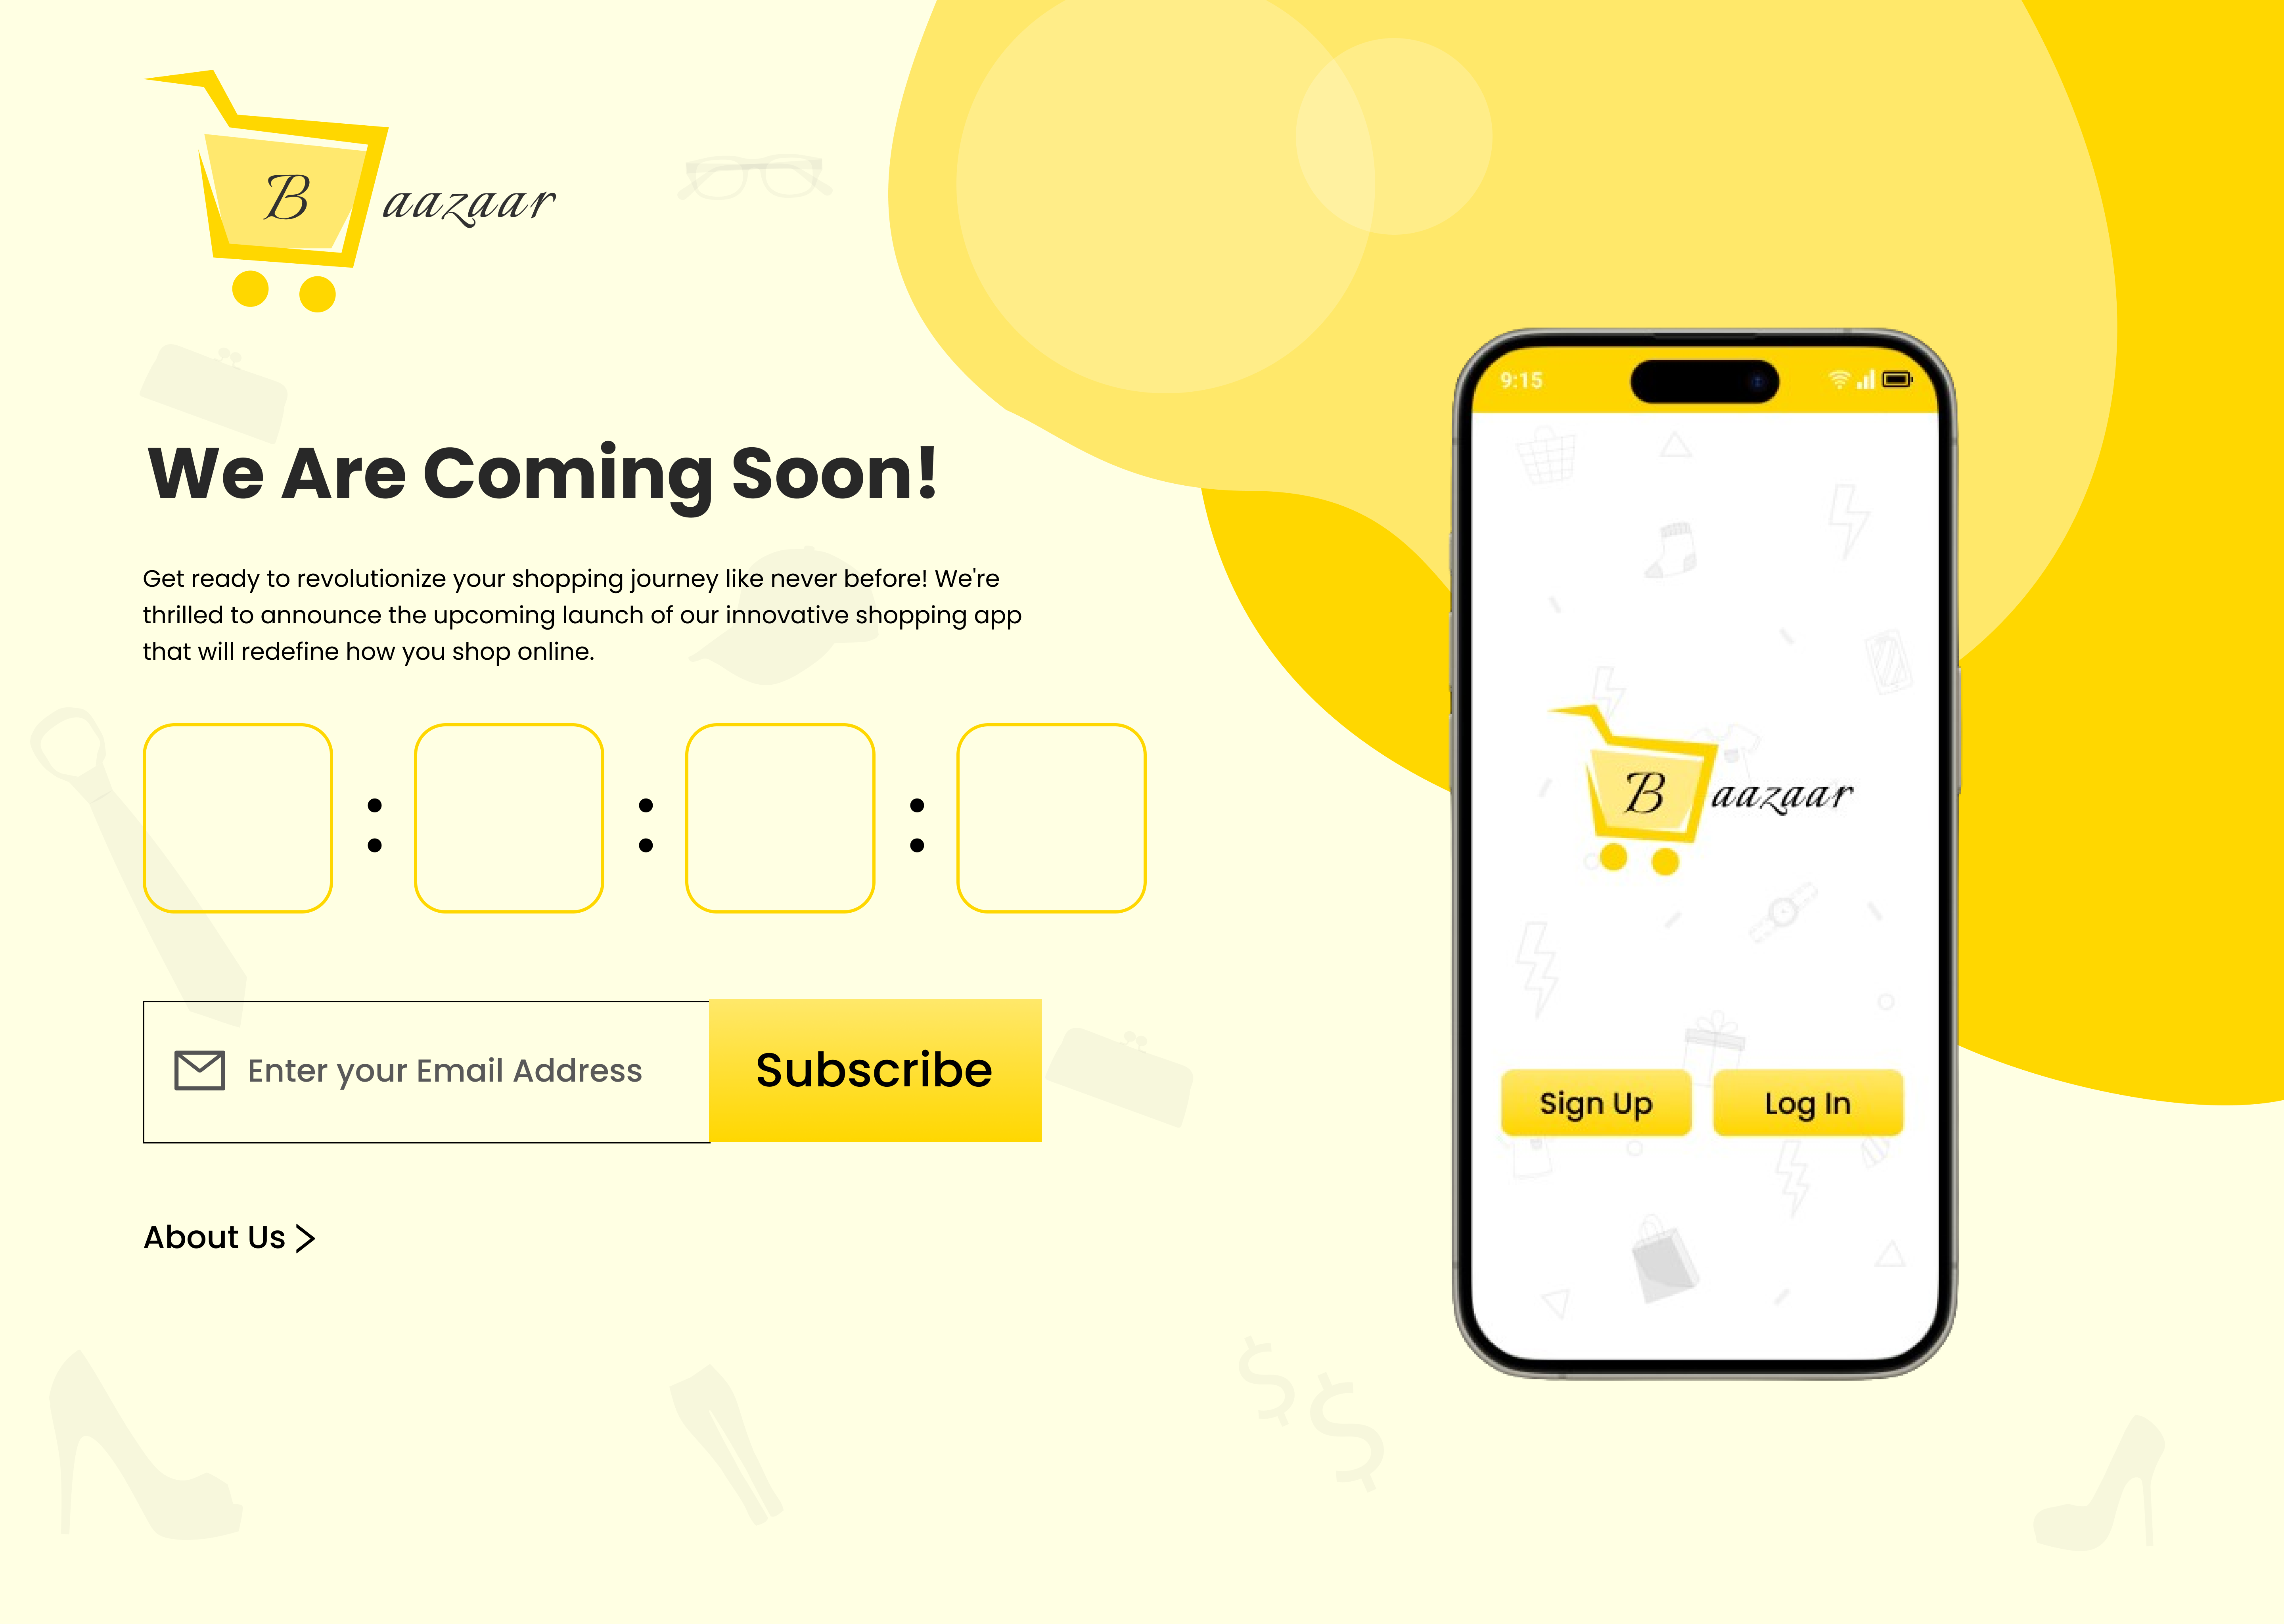 Baazaar
We Are Coming Soon!
Get ready to revolutionize your shopping journey like never before! We're
thrilled to announce the upcoming launch of our innovative shopping app
that will redefine how you shop online.
: : :
Enter your Email Address
Subscribe
About Us >
9:15
Baazaar
Sign Up
Log In
$ $